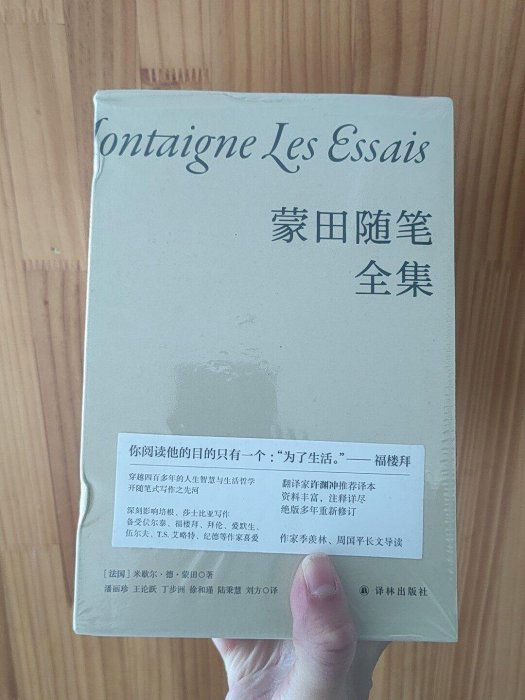 Montaigne Les Essais
蒙田随笔
全集
你阅读他的目的只有一个：“为了生活。”—— 福楼拜
穿越四百多年的人生智慧与生活哲学
开随笔式写作之先河
深刻影响培根、莎士比亚写作
备受伏尔泰、福楼拜、拜伦、爱默生、
伍尔夫、T.S. 艾略特、纪德等作家喜爱
翻译家许渊冲推荐译本
资料丰富，注释详尽
绝版多年重新修订
作家季羡林、周国平长文导读
［法国］米歇尔·德·蒙田 著
潘丽珍 王论跃 丁步洲 徐和瑾 陆秉慧 刘方 译
译林出版社